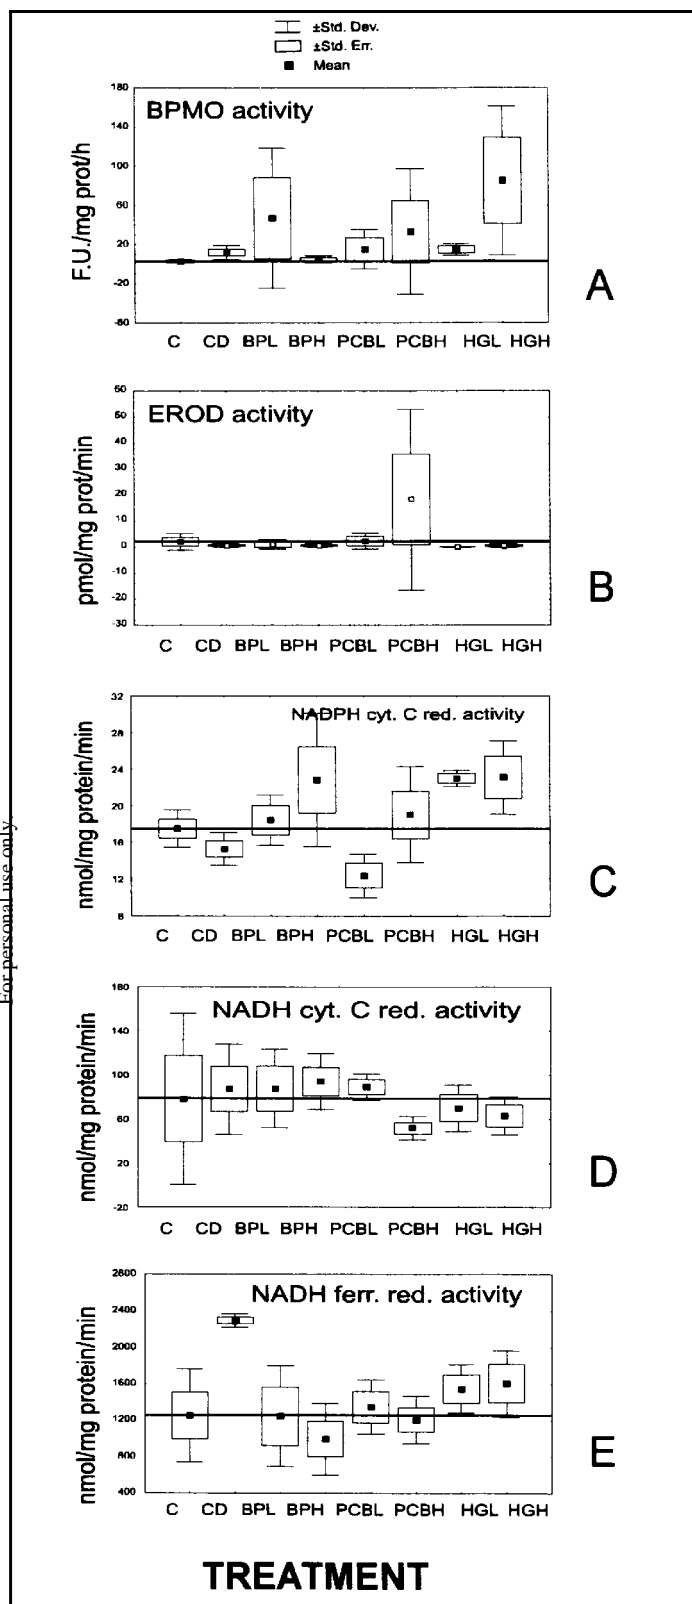 ±Std. Dev.
±Std. Err.
Mean
BPMO activity
F.U./mg prot/h
180
140
100
60
20
-20
-60
C CD BPL BPH PCBL PCBH HGL HGH
A
EROD activity
pmol/mg prot/min
60
50
40
30
20
10
0
-10
-20
-30
C CD BPL BPH PCBL PCBH HGL HGH
B
NADPH cyt. C red. activity
nmol/mg protein/min
32
28
24
20
16
12
8
C CD BPL BPH PCBL PCBH HGL HGH
C
For personal use only.
NADH cyt. C red. activity
nmol/mg protein/min
180
140
100
60
20
-20
C CD BPL BPH PCBL PCBH HGL HGH
D
NADH ferr. red. activity
nmol/mg protein/min
2800
2400
2000
1600
1200
800
400
C CD BPL BPH PCBL PCBH HGL HGH
E
TREATMENT